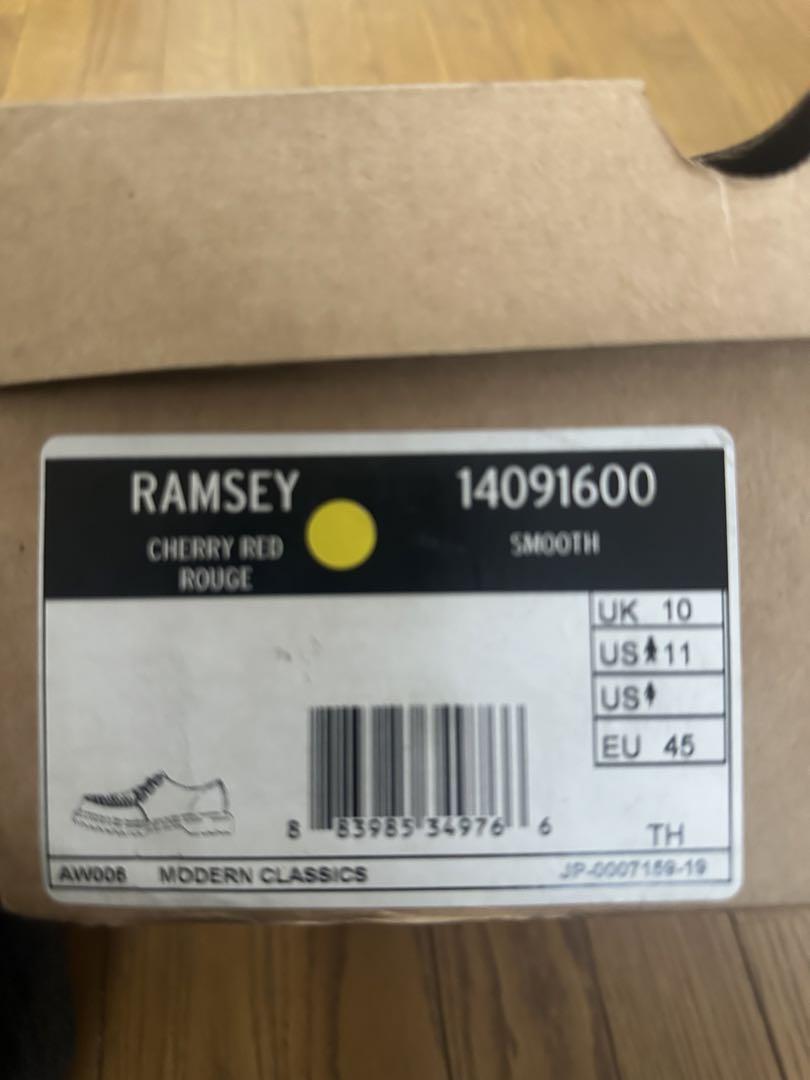 RAMSEY 14091600
CHERRY RED SMOOTH
ROUGE
UK 10
US 11
US
EU 45
8 83985 34976 6
TH
AW006 MODERN CLASSICS JP-0007159-19